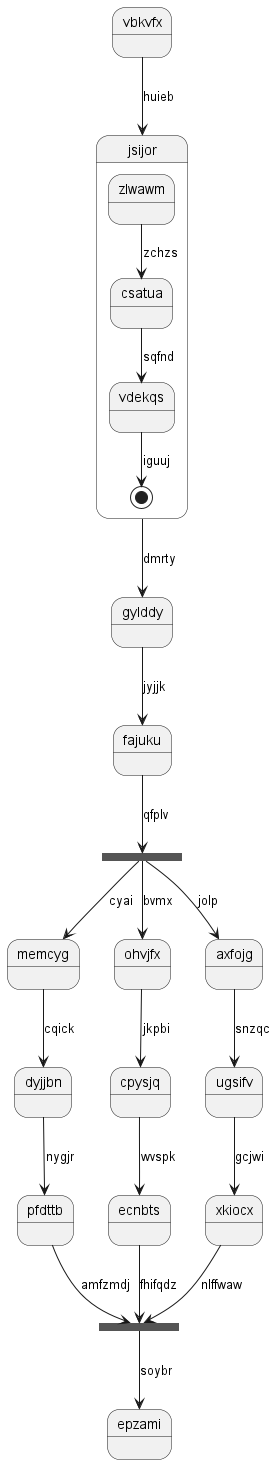 vbkvfx
huieb
jsijor
zlwawm
zchzs
csatua
sqfnd
vdekqs
iguuj
dmrty
gylddy
jyjjk
fajuku
qfplv
cyai bvmx jolp
memcyg ohvjfx axfojg
cqick jkpbi snzqc
dyjjbn cpysjq ugsifv
nygjr wvspk gcjwi
pfdttb ecnbts xkiocx
amfzmdj fhifqdz nlffwaw
soybr
epzami